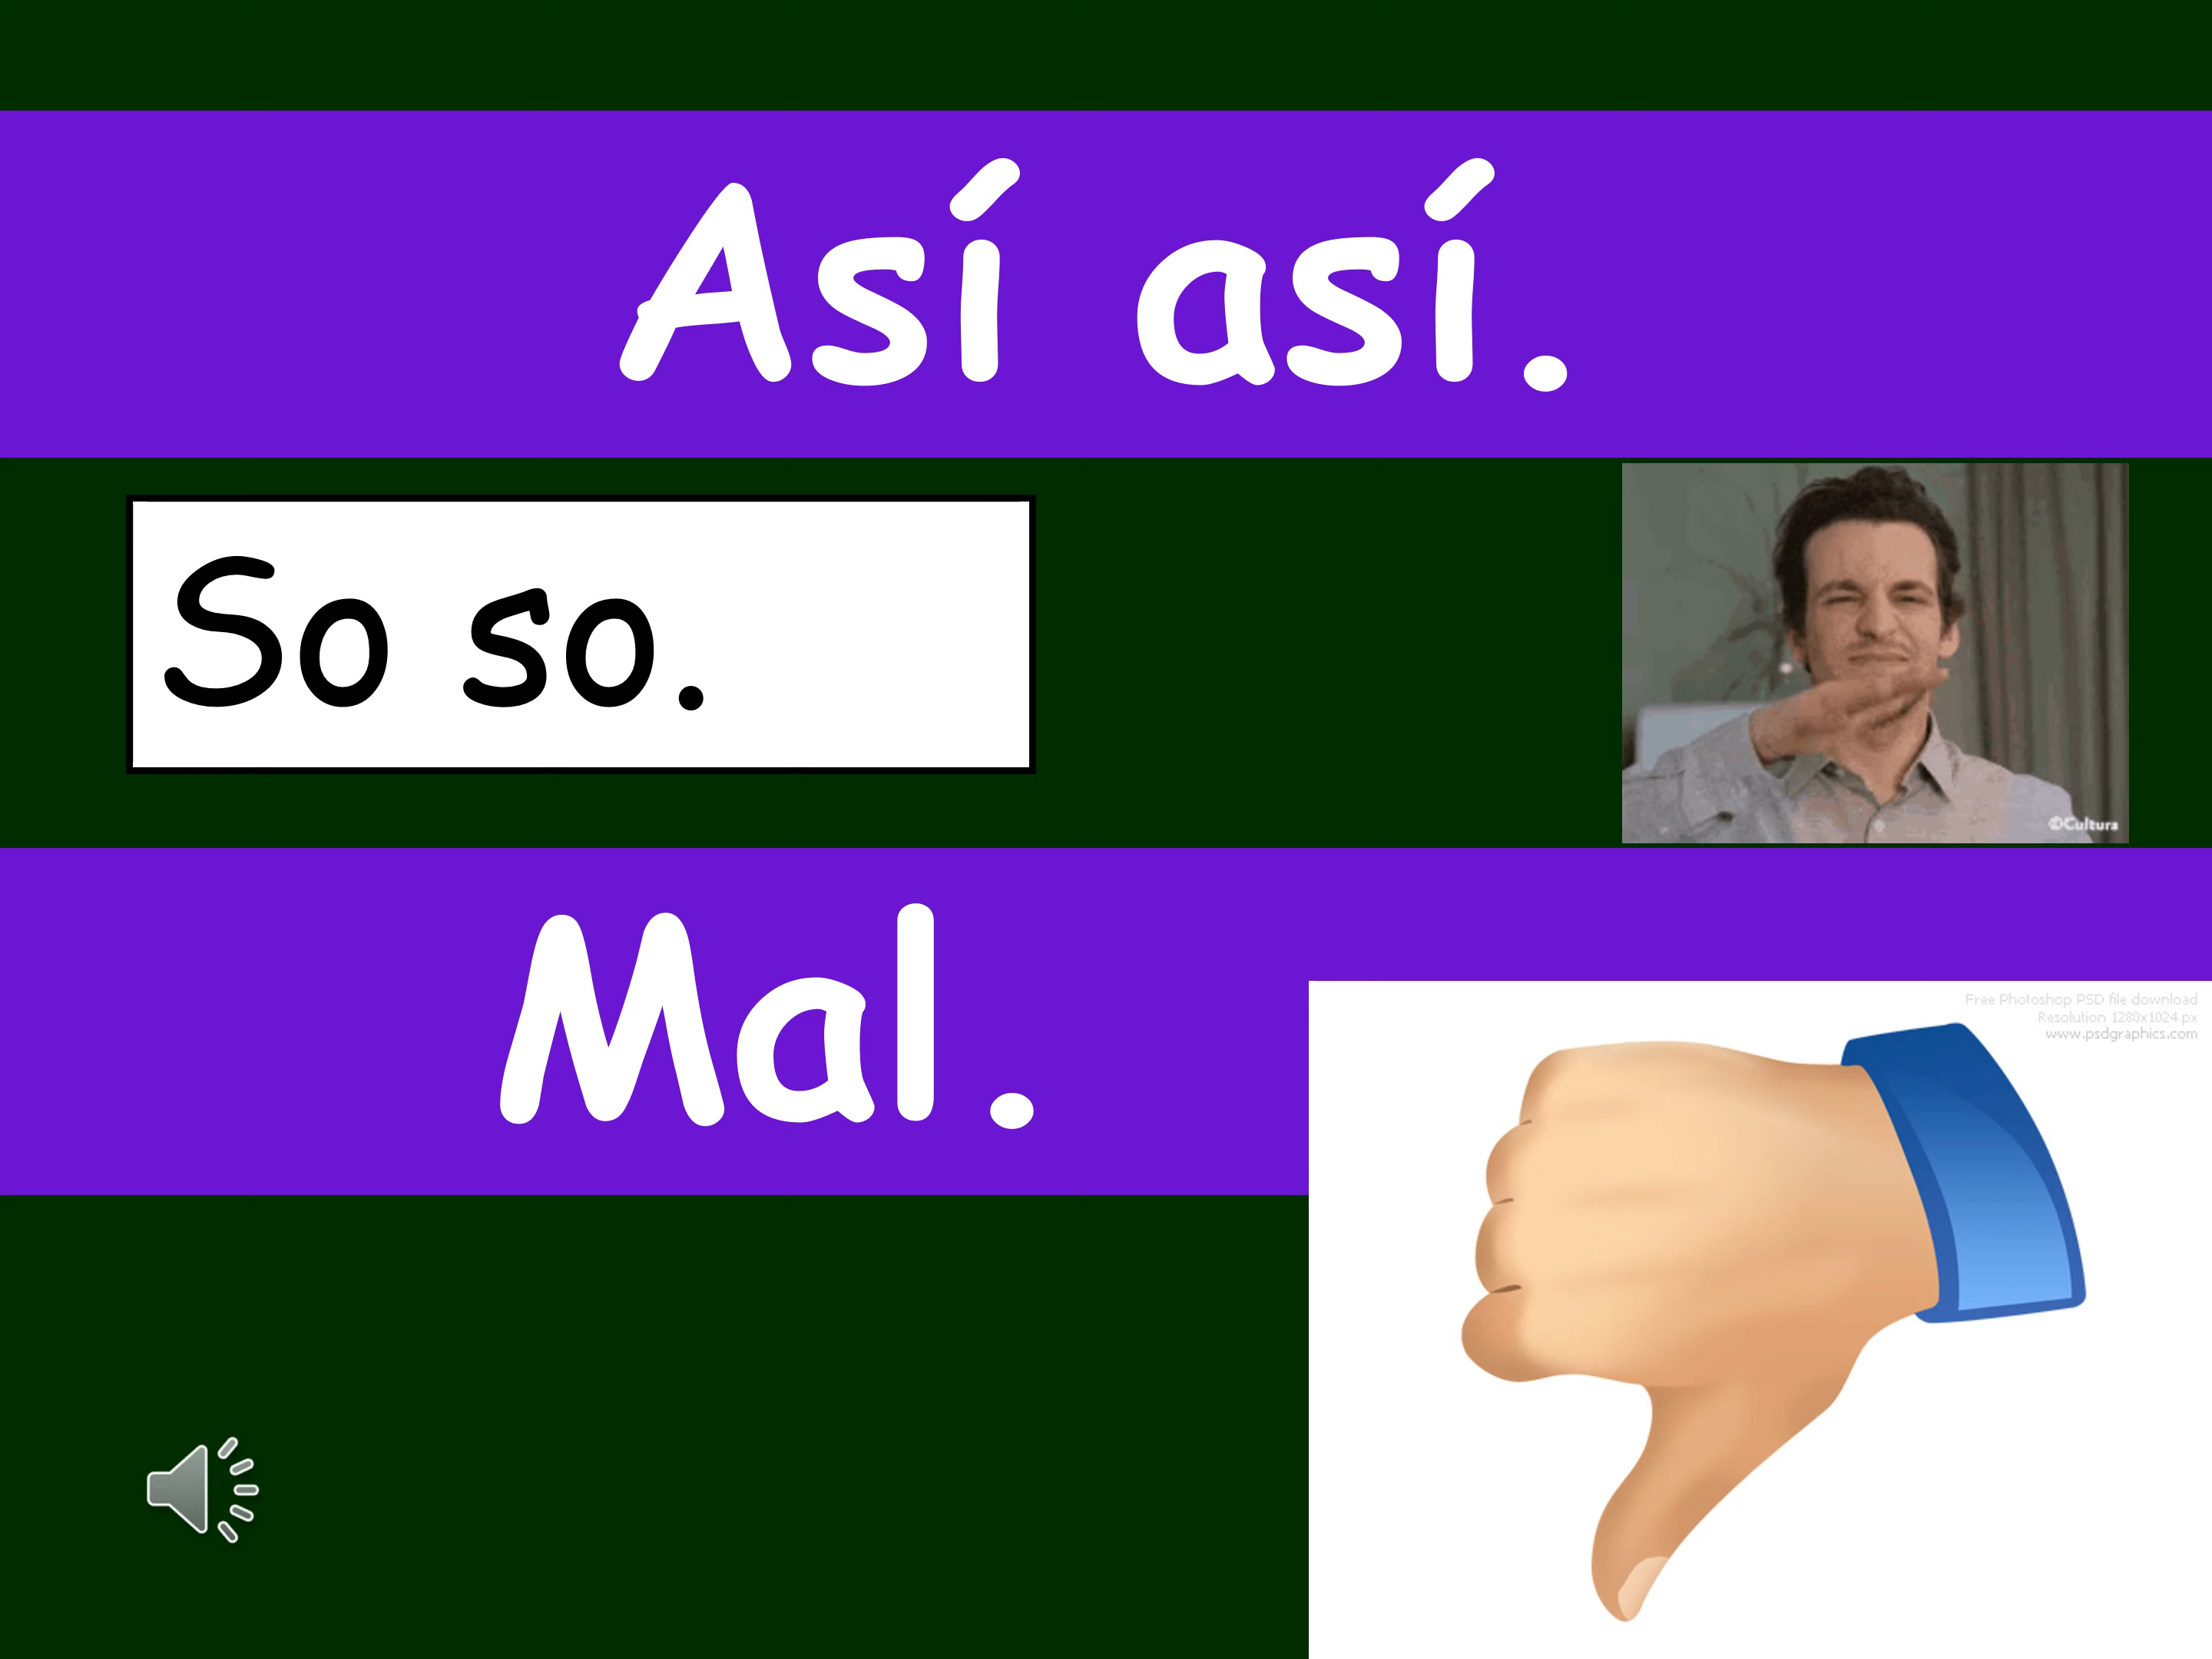 Así así.
So so.
©Cultura
Mal.
Free Photoshop PSD file download
Resolution 1280x1024 px
www.psdgraphics.com